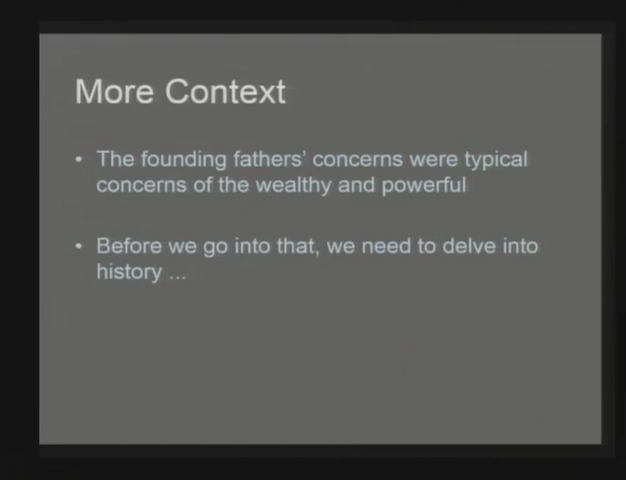 More Context
• The founding fathers' concerns were typical
concerns of the wealthy and powerful
• Before we go into that, we need to delve into
history ...